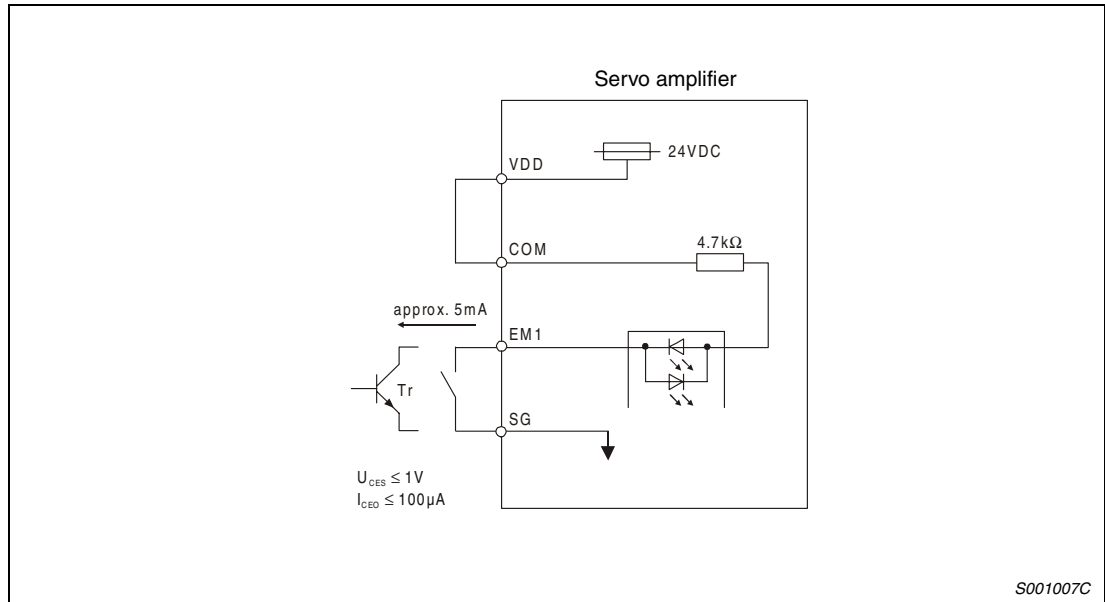 Servo amplifier
VDD
24VDC
COM
4.7kΩ
approx. 5mA
EM1
Tr
SG
U_CES ≤ 1V
I_CEO ≤ 100µA
S001007C